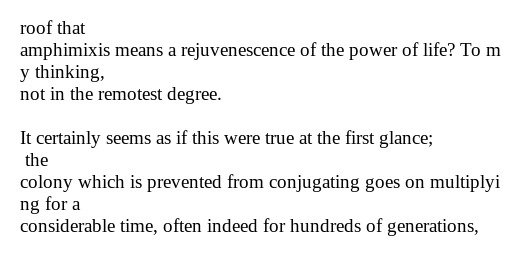 roof that
amphimixis means a rejuvenescence of the power of life? To m
y thinking,
not in the remotest degree.

It certainly seems as if this were true at the first glance;
the
colony which is prevented from conjugating goes on multiplyi
ng for a
considerable time, often indeed for hundreds of generations,